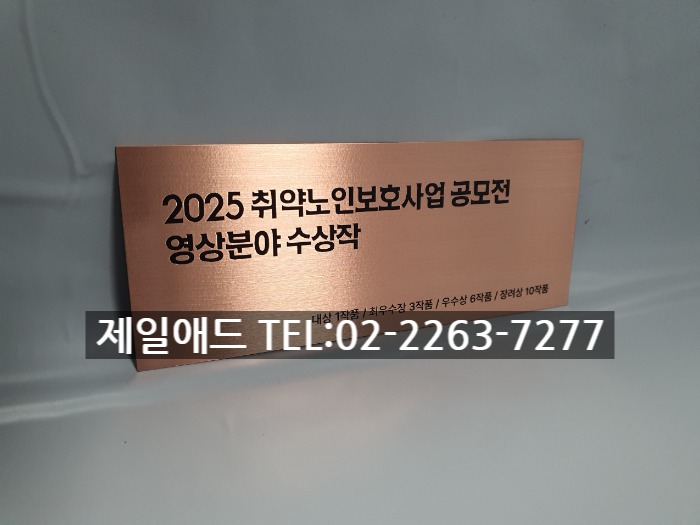 2025 취약노인보호사업 공모전
영상분야 수상작
대상 1작품 / 최우수장 3작품 / 우수상 6작품 / 장려상 10작품
제일애드 TEL:02-2263-7277